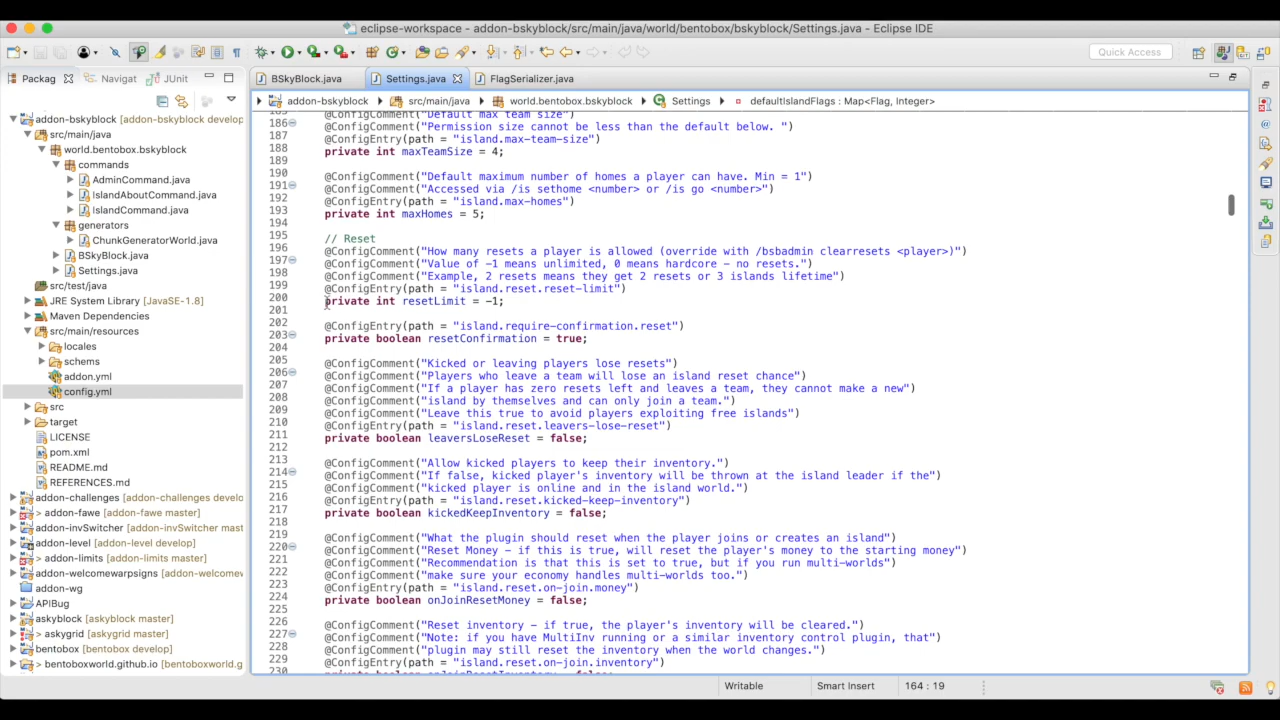 eclipse-workspace - addon-bskyblock/src/main/java/world/bentobox/bskyblock/Settings.java - Eclipse IDE
Quick Access
Packag
Navigat
JUnit
BSkyBlock.java
Settings.java
FlagSerializer.java
addon-bskyblock
src/main/java
world.bentobox.bskyblock
Settings
defaultIslandFlags : Map<Flag, Integer>
addon-bskyblock [addon-bskyblock develop
src/main/java
world.bentobox.bskyblock
commands
AdminCommand.java
IslandAboutCommand.java
IslandCommand.java
generators
ChunkGeneratorWorld.java
BSkyBlock.java
Settings.java
src/test/java
JRE System Library [JavaSE-1.8]
Maven Dependencies
src/main/resources
locales
schems
addon.yml
config.yml
src
target
LICENSE
pom.xml
README.md
REFERENCES.md
addon-challenges [addon-challenges develo
> addon-fawe [addon-fawe master]
addon-invSwitcher [addon-invSwitcher mast
addon-level [addon-level develop]
> addon-limits [addon-limits master]
addon-welcomewarpsigns [addon-welcomew
addon-wg
APIBug
askyblock [askyblock master]
> askygrid [askygrid master]
bentobox [bentobox develop]
> bentoboxworld.github.io [bentoboxworld.g
185 @ConfigComment("Default max team size")
186 @ConfigComment("Permission size cannot be less than the default below. ")
187 @ConfigEntry(path = "island.max-team-size")
188 private int maxTeamSize = 4;
189
190 @ConfigComment("Default maximum number of homes a player can have. Min = 1")
191 @ConfigComment("Accessed via /is sethome <number> or /is go <number>")
192 @ConfigEntry(path = "island.max-homes")
193 private int maxHomes = 5;
194
195 // Reset
196 @ConfigComment("How many resets a player is allowed (override with /bsbadmin clearresets <player>)")
197 @ConfigComment("Value of -1 means unlimited, 0 means hardcore - no resets.")
198 @ConfigComment("Example, 2 resets means they get 2 resets or 3 islands lifetime")
199 @ConfigEntry(path = "island.reset.reset-limit")
200 private int resetLimit = -1;
201
202 @ConfigEntry(path = "island.require-confirmation.reset")
203 private boolean resetConfirmation = true;
204
205 @ConfigComment("Kicked or leaving players lose resets")
206 @ConfigComment("Players who leave a team will lose an island reset chance")
207 @ConfigComment("If a player has zero resets left and leaves a team, they cannot make a new")
208 @ConfigComment("island by themselves and can only join a team.")
209 @ConfigComment("Leave this true to avoid players exploiting free islands")
210 @ConfigEntry(path = "island.reset.leavers-lose-reset")
211 private boolean leaversLoseReset = false;
212
213 @ConfigComment("Allow kicked players to keep their inventory.")
214 @ConfigComment("If false, kicked player's inventory will be thrown at the island leader if the")
215 @ConfigComment("kicked player is online and in the island world.")
216 @ConfigEntry(path = "island.reset.kicked-keep-inventory")
217 private boolean kickedKeepInventory = false;
218
219 @ConfigComment("What the plugin should reset when the player joins or creates an island")
220 @ConfigComment("Reset Money - if this is true, will reset the player's money to the starting money")
221 @ConfigComment("Recommendation is that this is set to true, but if you run multi-worlds")
222 @ConfigComment("make sure your economy handles multi-worlds too.")
223 @ConfigEntry(path = "island.reset.on-join.money")
224 private boolean onJoinResetMoney = false;
225
226 @ConfigComment("Reset inventory - if true, the player's inventory will be cleared.")
227 @ConfigComment("Note: if you have MultiInv running or a similar inventory control plugin, that")
228 @ConfigComment("plugin may still reset the inventory when the world changes.")
229 @ConfigEntry(path = "island.reset.on-join.inventory")
230 private boolean onJoinResetInventory = false;
Writable
Smart Insert
164 : 19